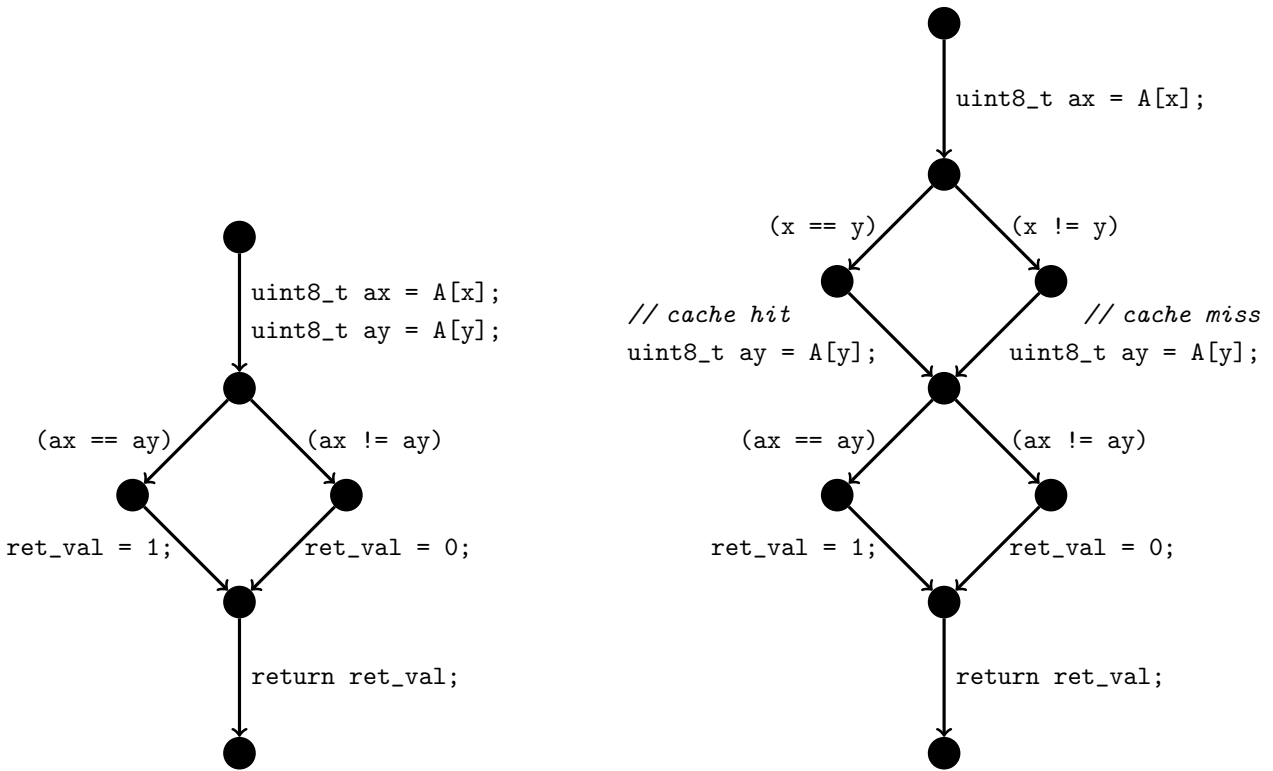 uint8_t ax = A[x];
uint8_t ay = A[y];
(ax == ay)
(ax != ay)
ret_val = 1;
ret_val = 0;
return ret_val;
uint8_t ax = A[x];
(x == y)
(x != y)
// cache hit
uint8_t ay = A[y];
// cache miss
uint8_t ay = A[y];
(ax == ay)
(ax != ay)
ret_val = 1;
ret_val = 0;
return ret_val;